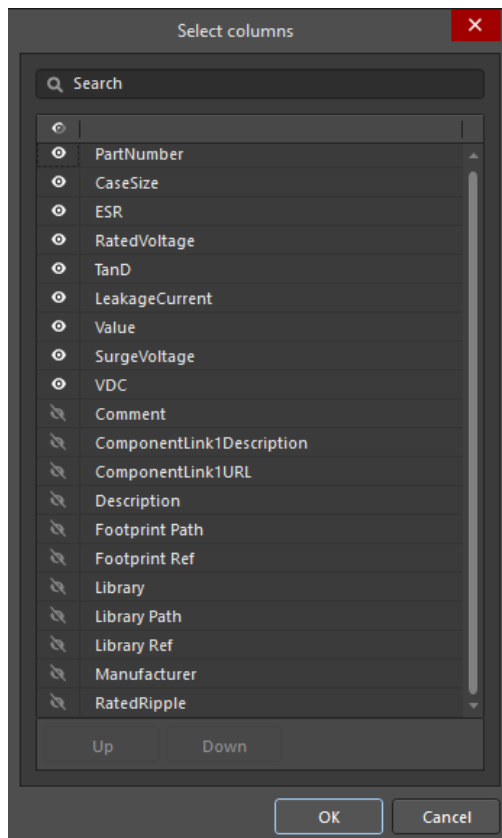 Select columns
Search
PartNumber
CaseSize
ESR
RatedVoltage
TanD
LeakageCurrent
Value
SurgeVoltage
VDC
Comment
ComponentLink1Description
ComponentLink1URL
Description
Footprint Path
Footprint Ref
Library
Library Path
Library Ref
Manufacturer
RatedRipple
Up Down
OK Cancel